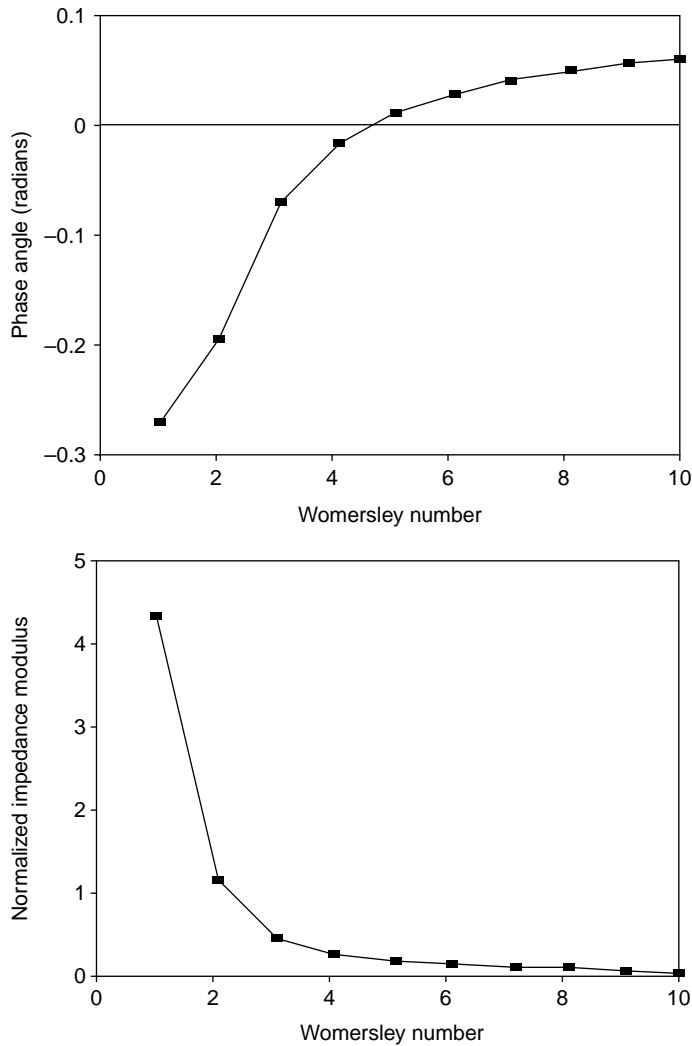 0.1
0
–0.1
–0.2
–0.3
Phase angle (radians)
0 2 4 6 8 10
Womersley number
5
4
3
2
1
0
Normalized impedance modulus
0 2 4 6 8 10
Womersley number